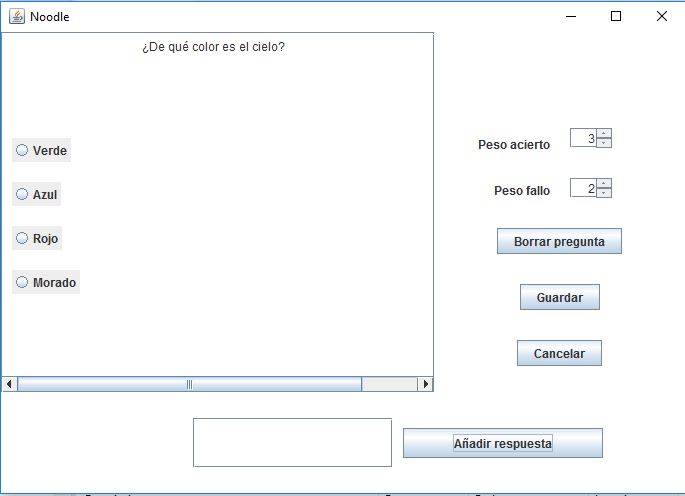 Noodle
¿De qué color es el cielo?
Verde
Azul
Rojo
Morado
Peso acierto 3
Peso fallo 2
Borrar pregunta
Guardar
Cancelar
Añadir respuesta